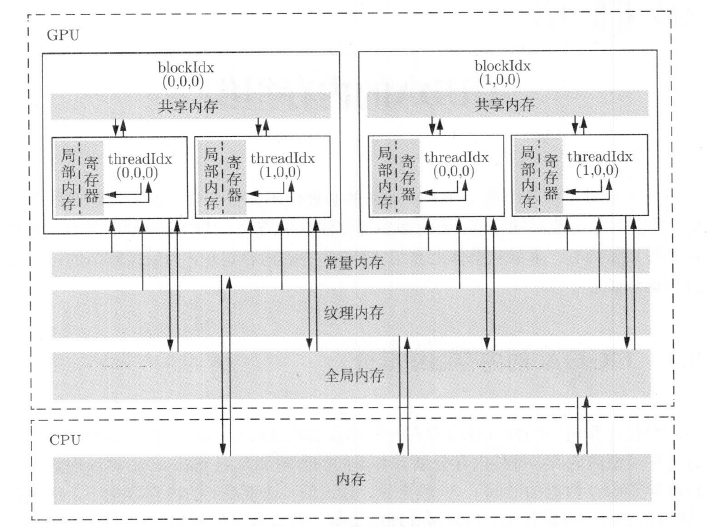 GPU
blockIdx
(0,0,0)
共享内存
局部内存
寄存器
threadIdx
(0,0,0)
局部内存
寄存器
threadIdx
(1,0,0)
blockIdx
(1,0,0)
共享内存
局部内存
寄存器
threadIdx
(0,0,0)
局部内存
寄存器
threadIdx
(1,0,0)
常量内存
纹理内存
全局内存
CPU
内存